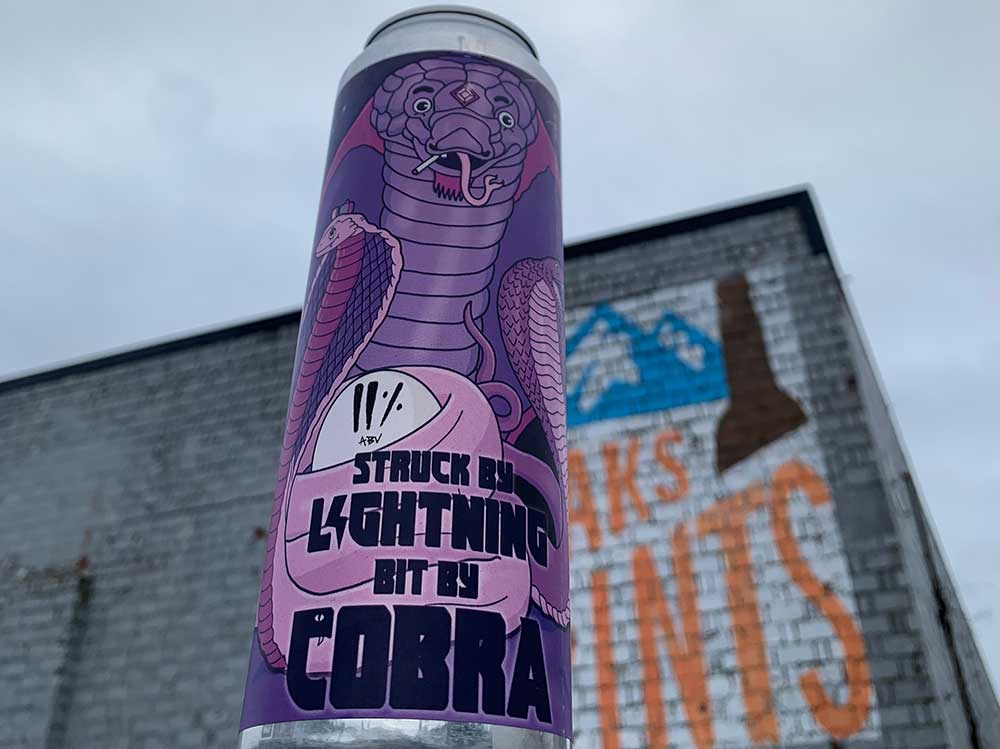 11%
ABV
STRUCK BY
LIGHTNING
BIT BY
COBRA
AKS
INTS